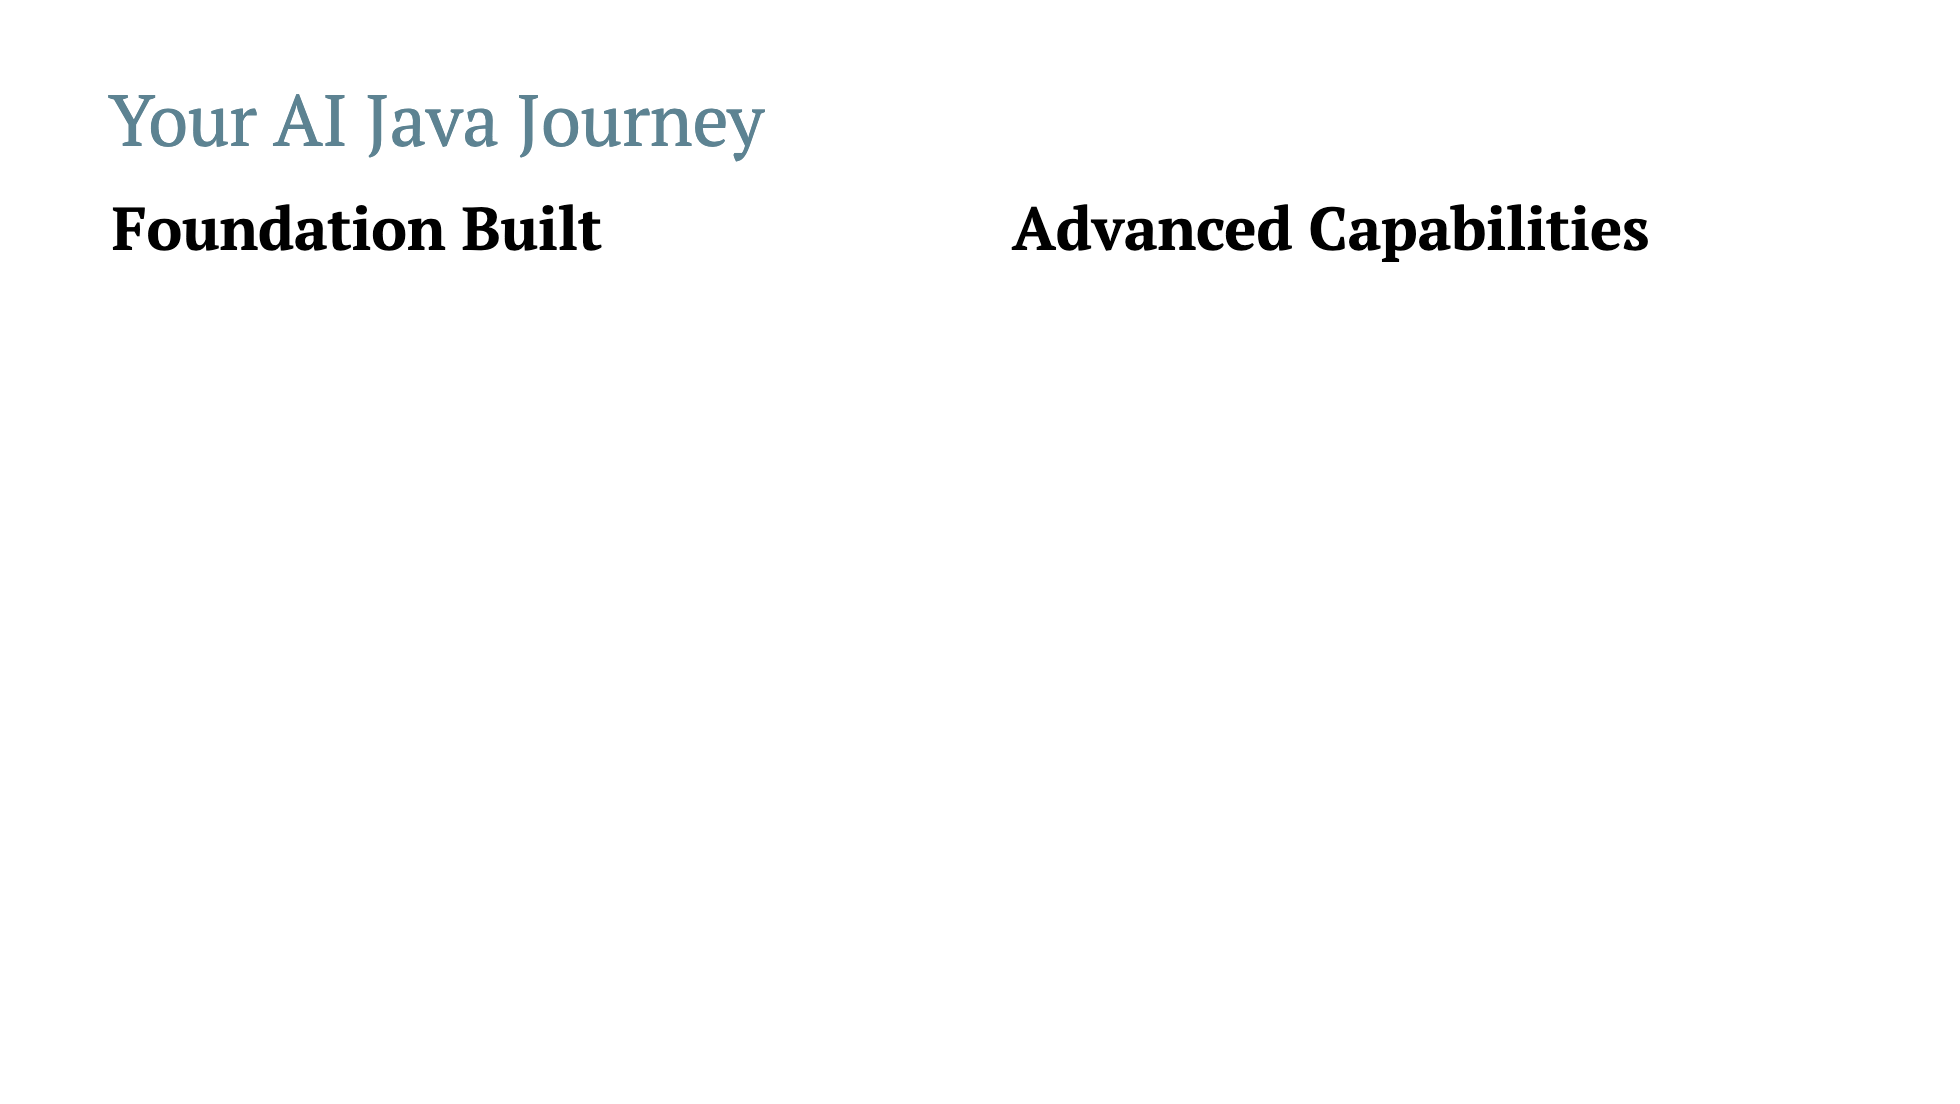 Your AI Java Journey
Foundation Built
Advanced Capabilities